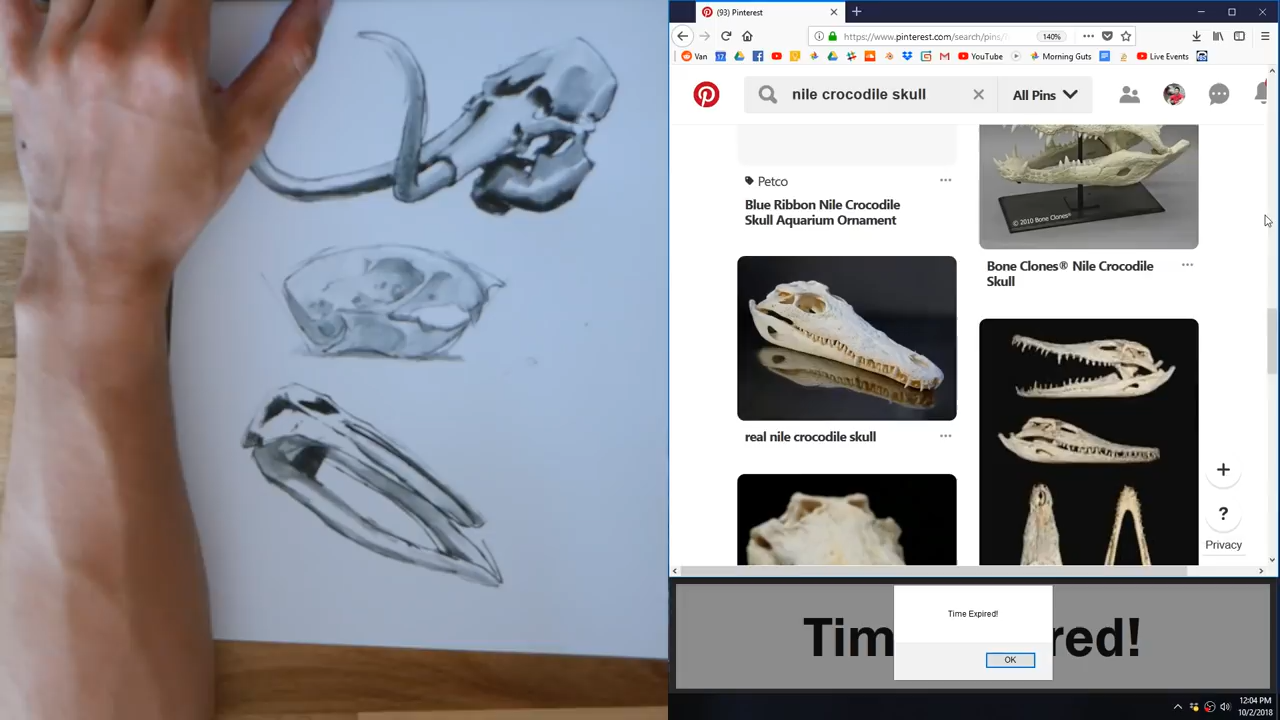 (93) Pinterest
https://www.pinterest.com/search/pins/
140%
Van
17
YouTube
Morning Guts
Live Events
nile crocodile skull
All Pins
Petco
Blue Ribbon Nile Crocodile
Skull Aquarium Ornament
© 2010 Bone Clones®
Bone Clones® Nile Crocodile
Skull
real nile crocodile skull
+
?
Privacy
Time Expired!
Tim
red!
OK
12:04 PM
10/2/2018